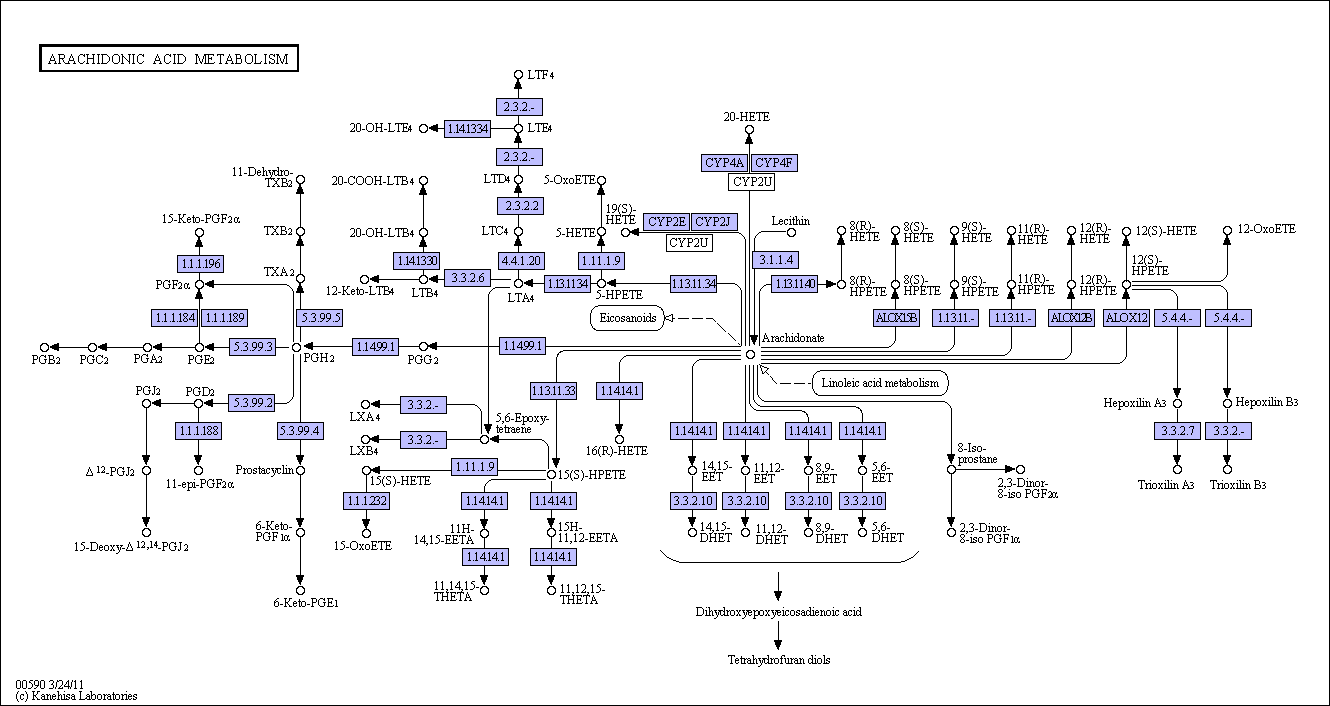 ARACHIDONIC ACID METABOLISM
LTF4
2.3.2.-
20-OH-LTE4
1.14.13.34
LTE4
20-HETE
2.3.2.-
CYP4A
CYP4F
CYP2U
11-Dehydro-
TXB2
20-COOH-LTB4
LTD4
5-OxoETE
2.3.2.2
15-Keto-PGF2α
19(S)-
HETE
CYP2E
CYP2J
CYP2U
Lecithin
TXB2
20-OH-LTB4
LTC4
5-HETE
8(R)-
HETE
8(S)-
HETE
9(S)-
HETE
11(R)-
HETE
12(R)-
HETE
12(S)-HETE
12-OxoETE
1.1.1.196
1.14.13.30
4.4.1.20
1.11.1.9
3.1.1.4
12(S)-
HPETE
TXA2
PGF2α
12-Keto-LTB4
LTB4
3.3.2.6
LTA4
1.13.11.34
5-HPETE
1.13.11.34
1.13.11.40
8(R)-
HPETE
8(S)-
HPETE
9(S)-
HPETE
11(R)-
HPETE
12(R)-
HPETE
1.1.1.184
1.1.1.189
5.3.99.5
Eicosanoids
ALOX15B
1.13.11.-
1.13.11.-
ALOX12B
ALOX12
5.4.4.-
5.4.4.-
Arachidonate
PGB2
PGC2
PGA2
PGE2
5.3.99.3
PGH2
1.14.99.1
PGG2
1.14.99.1
1.13.11.33
1.14.14.1
Linoleic acid metabolism
PGJ2
PGD2
5.3.99.2
LXA4
3.3.2.-
5,6-Epoxy-
tetraene
Hepoxilin A3
Hepoxilin B3
1.1.1.188
5.3.99.4
LXB4
3.3.2.-
16(R)-HETE
1.14.14.1
1.14.14.1
1.14.14.1
1.14.14.1
3.3.2.7
3.3.2.-
8-Iso-
prostane
Δ 12-PGJ2
11-epi-PGF2α
Prostacyclin
15(S)-HETE
1.11.1.9
15(S)-HPETE
14,15-
EET
11,12-
EET
8,9-
EET
5,6-
EET
2,3-Dinor-
8-iso PGF2α
Trioxilin A3
Trioxilin B3
1.1.1.232
1.14.14.1
1.14.14.1
3.3.2.10
3.3.2.10
3.3.2.10
3.3.2.10
15-Deoxy-Δ 12,14-PGJ2
6-Keto-
PGF1α
15-OxoETE
11H-
14,15-EETA
15H-
11,12-EETA
14,15-
DHET
11,12-
DHET
8,9-
DHET
5,6-
DHET
2,3-Dinor-
8-iso PGF1α
1.14.14.1
1.14.14.1
6-Keto-PGE1
11,14,15-
THETA
11,12,15-
THETA
Dihydroxyepoxyeicosadienoic acid
Tetrahydrofuran diols
00590 3/24/11
(c) Kanehisa Laboratories